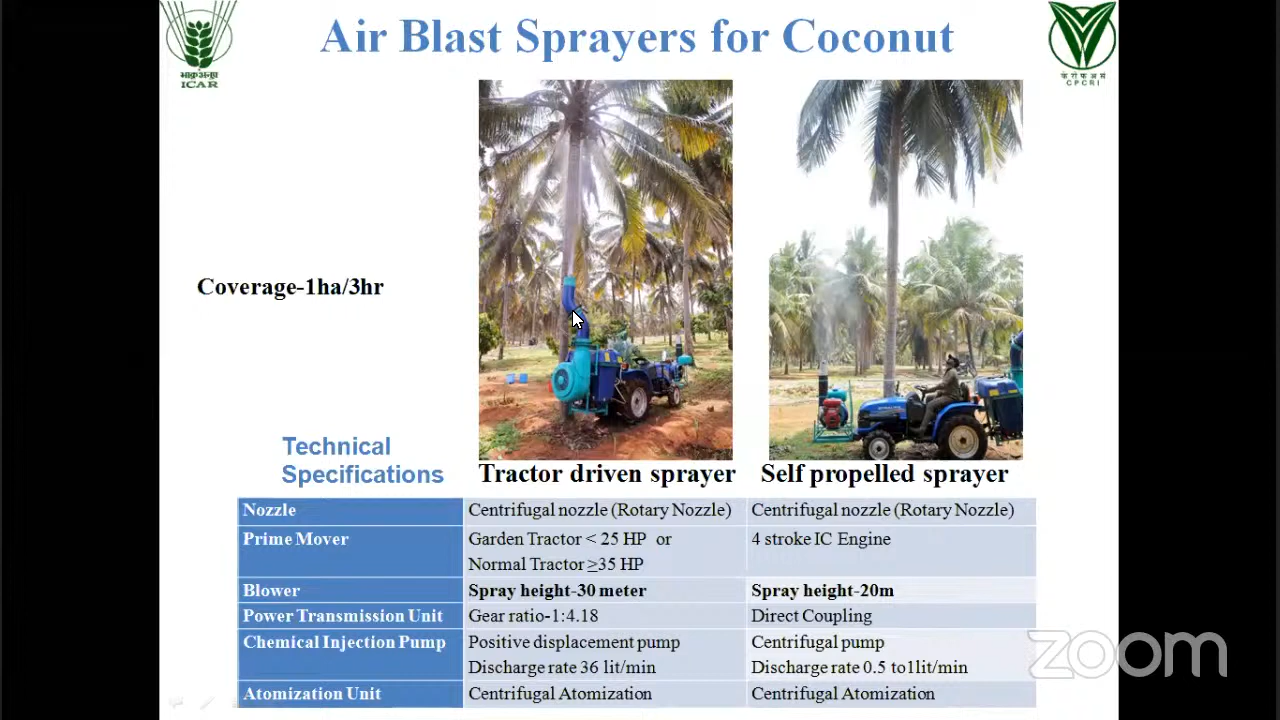 Air Blast Sprayers for Coconut
ICAR
के रो फ अ सं
CPCRI
Coverage-1ha/3hr
Technical
Specifications
Tractor driven sprayer
Self propelled sprayer
Nozzle
Centrifugal nozzle (Rotary Nozzle)
Centrifugal nozzle (Rotary Nozzle)
Prime Mover
Garden Tractor < 25 HP or
Normal Tractor ≥35 HP
4 stroke IC Engine
Blower
Spray height-30 meter
Spray height-20m
Power Transmission Unit
Gear ratio-1:4.18
Direct Coupling
Chemical Injection Pump
Positive displacement pump
Discharge rate 36 lit/min
Centrifugal pump
Discharge rate 0.5 to1lit/min
Atomization Unit
Centrifugal Atomization
Centrifugal Atomization
zoom